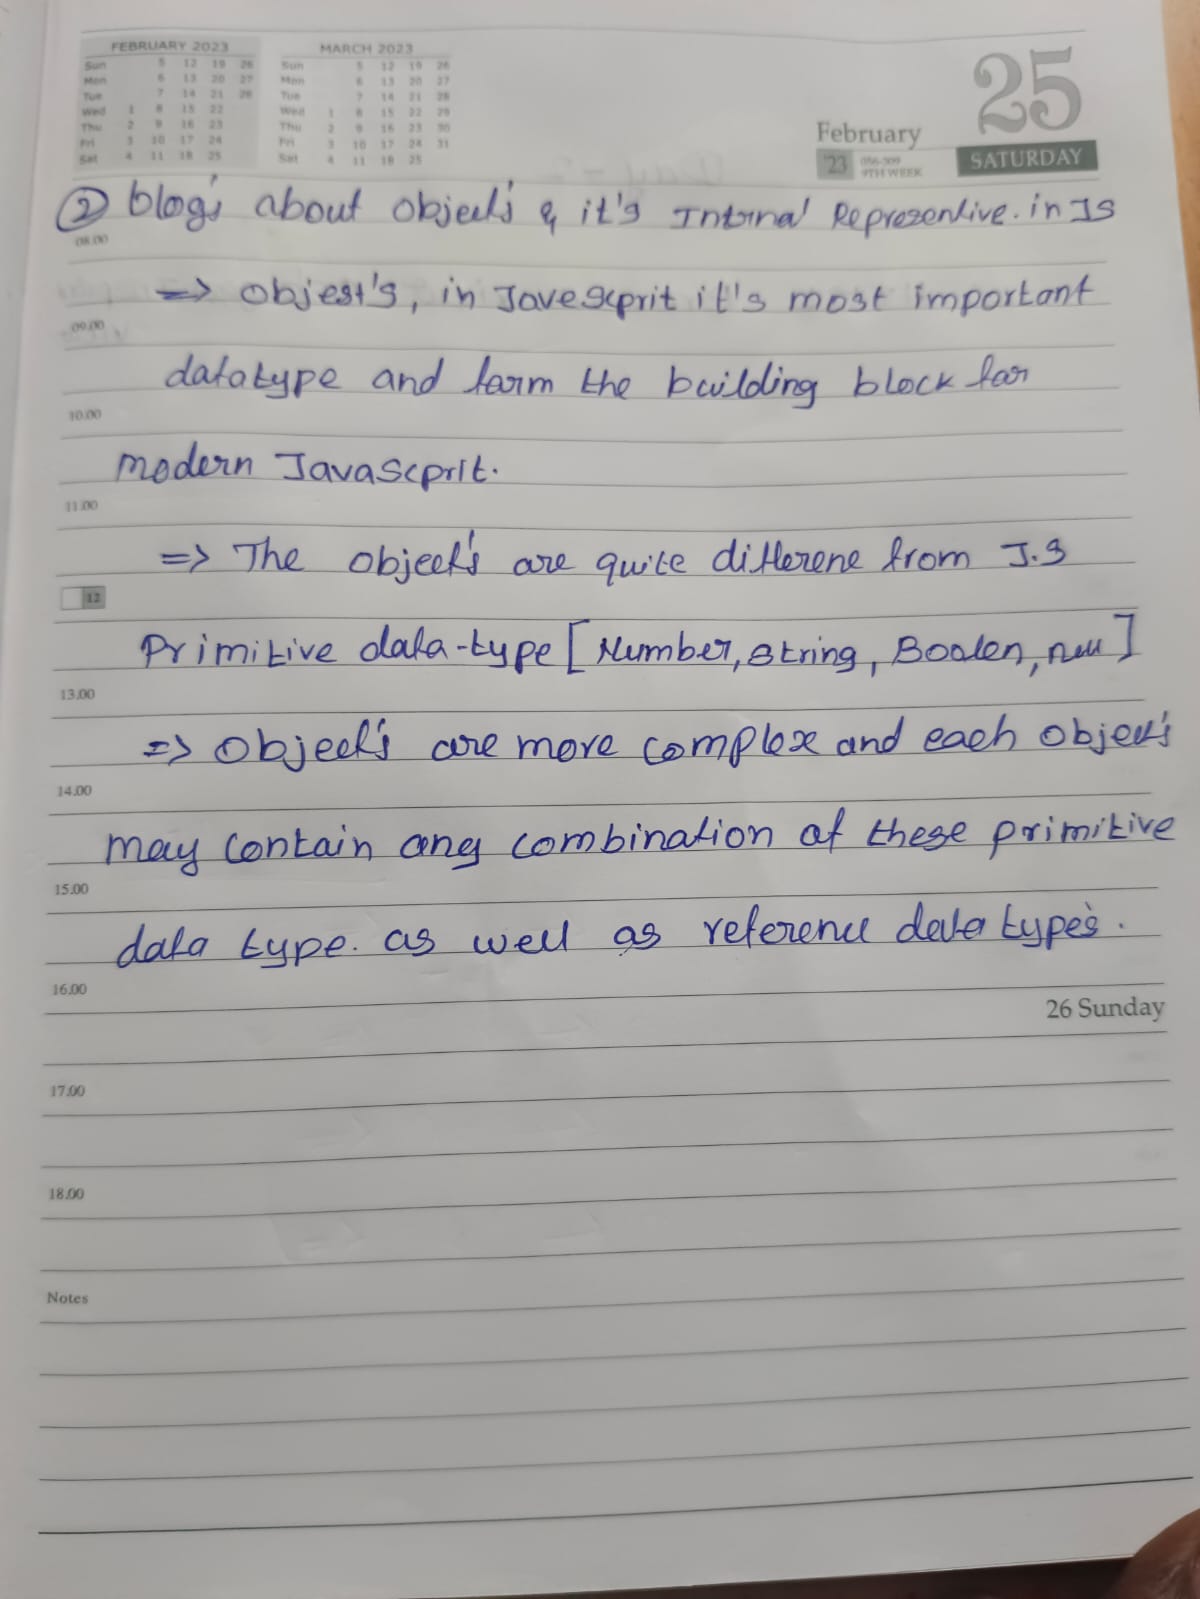 FEBRUARY 2023
Sun 5 12 19 26
Mon 6 13 20 27
Tue 7 14 21 28
Wed 1 8 15 22
Thu 2 9 16 23
Fri 3 10 17 24
Sat 4 11 18 25
MARCH 2023
Sun 5 12 19 26
Mon 6 13 20 27
Tue 7 14 21 28
Wed 1 8 15 22 29
Thu 2 9 16 23 30
Fri 3 10 17 24 31
Sat 4 11 18 25
25
February
'23 056-309
9TH WEEK
SATURDAY
② blog's about object's & it's Internal Represenlive. in JS
08.00
=> objest's, in Javescprit it's most important
09.00
datatype and form the building block for
10.00
modern Javascprit.
11.00
=> The object's are quite differene from J.S
12
Primitive data-type [Number, String, Boolen, null]
13.00
=> object's are more complex and each object's
14.00
may contain any combination of these primitive
15.00
data type. as well as reference data types.
16.00
26 Sunday
17.00
18.00
Notes